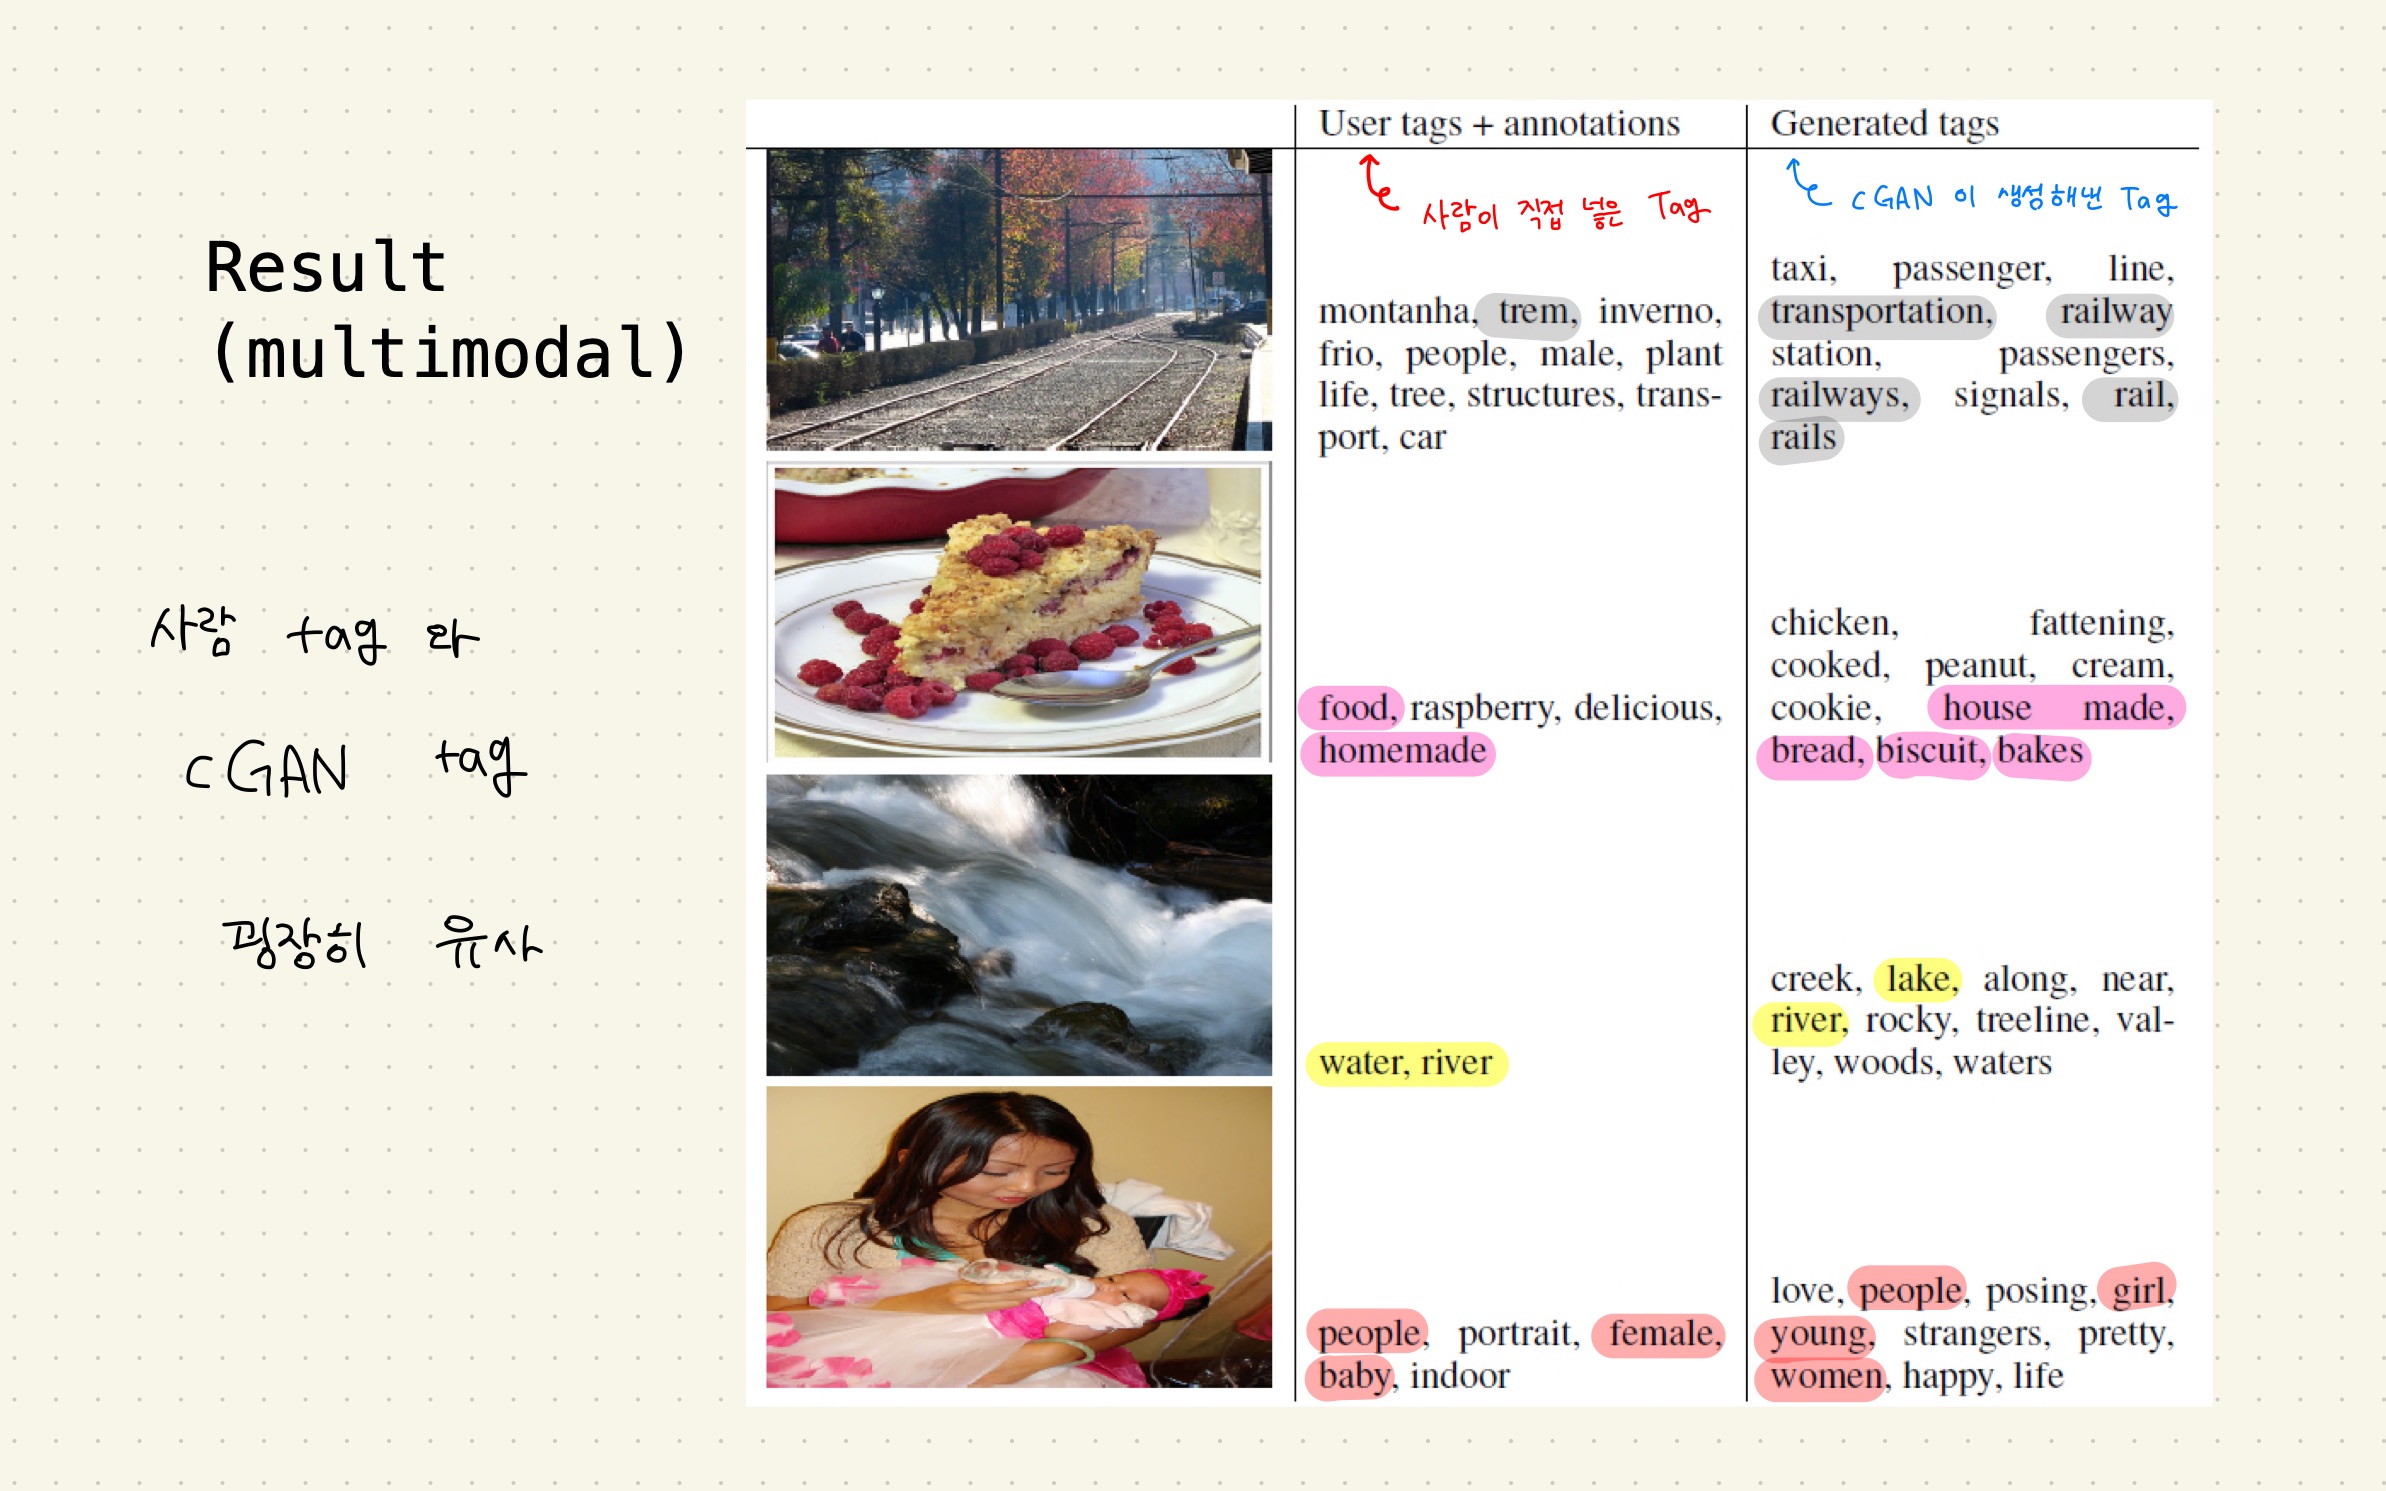 Result
(multimodal)
사람 tag 와
cGAN tag
굉장히 유사
User tags + annotations
Generated tags
사람이 직접 넣은 Tag
cGAN 이 생성해낸 Tag
montanha, trem, inverno,
frio, people, male, plant
life, tree, structures, trans-
port, car
taxi, passenger, line,
transportation, railway
station, passengers,
railways, signals, rail,
rails
food, raspberry, delicious,
homemade
chicken, fattening,
cooked, peanut, cream,
cookie, house made,
bread, biscuit, bakes
water, river
creek, lake, along, near,
river, rocky, treeline, val-
ley, woods, waters
people, portrait, female,
baby, indoor
love, people, posing, girl,
young, strangers, pretty,
women, happy, life